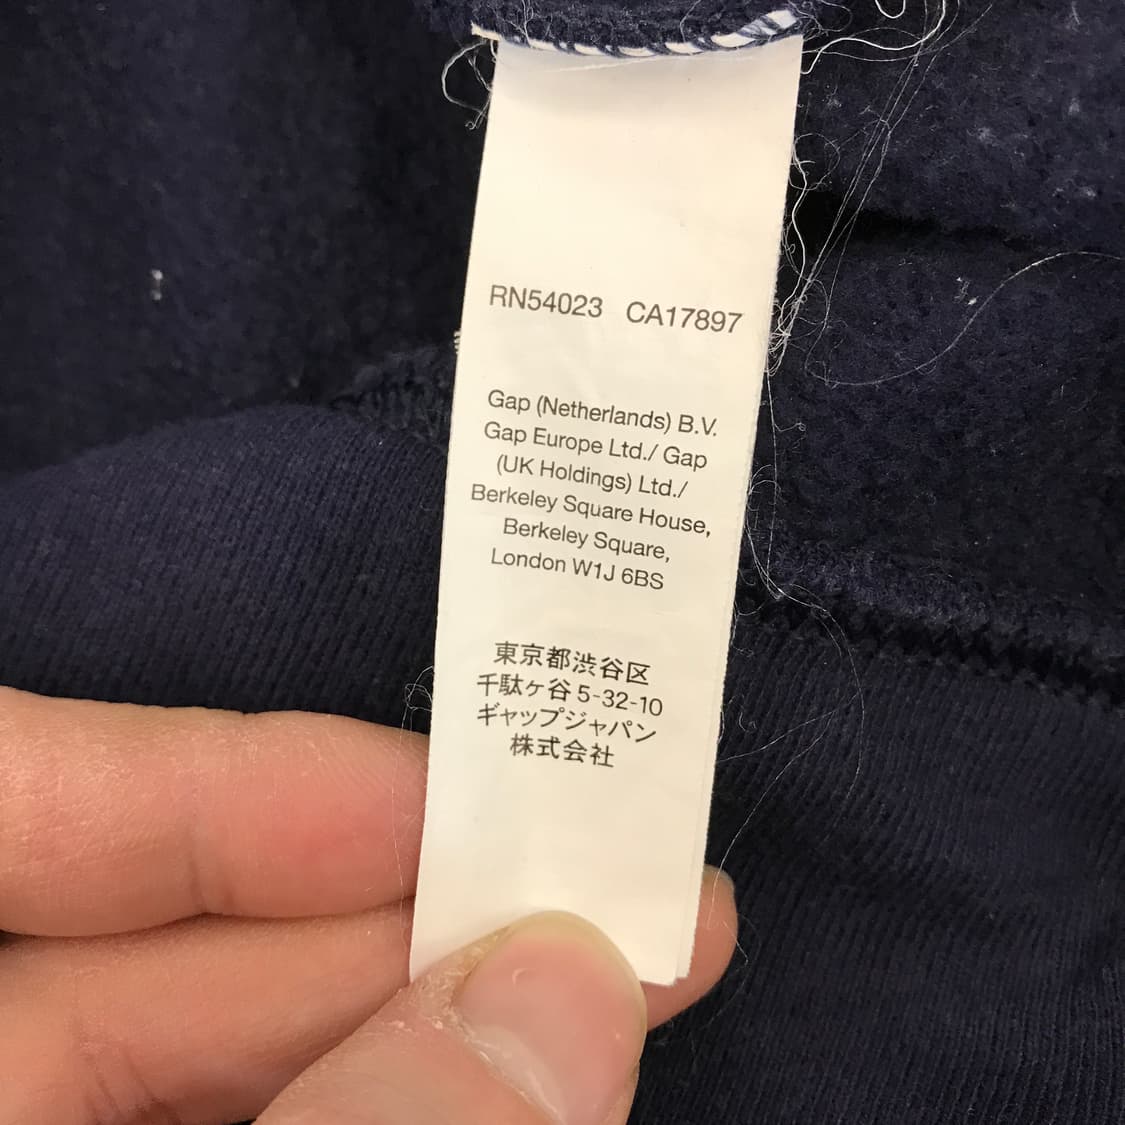 RN54023 CA17897
Gap (Netherlands) B.V.
Gap Europe Ltd./ Gap
(UK Holdings) Ltd./
Berkeley Square House,
Berkeley Square,
London W1J 6BS
東京都渋谷区
千駄ヶ谷 5-32-10
ギャップジャパン
株式会社